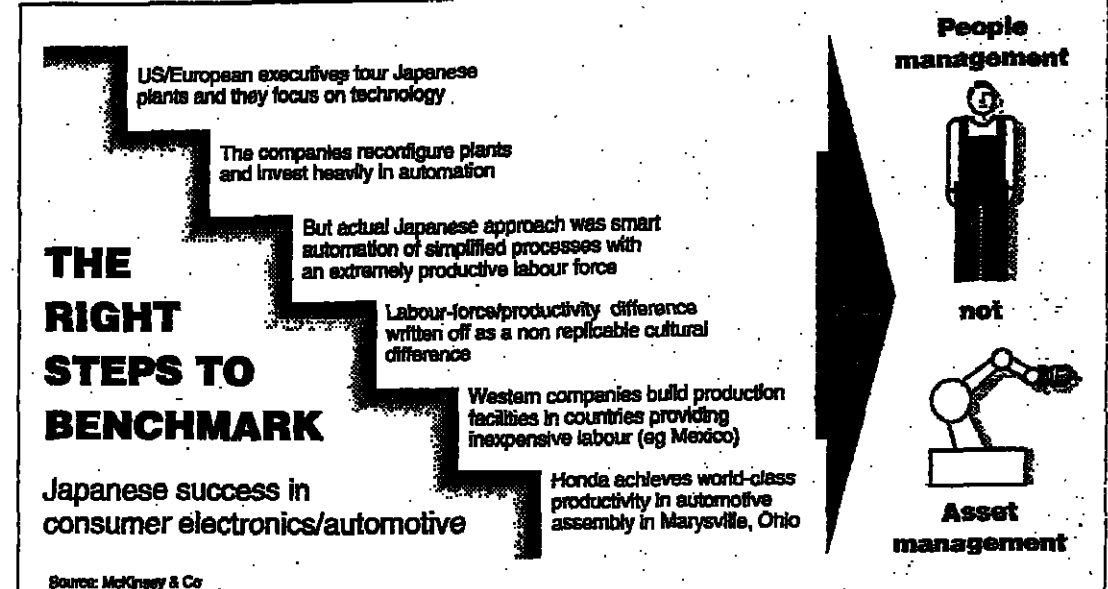 US/European executives tour Japanese
plants and they focus on technology
The companies reconfigure plants
and invest heavily in automation
But actual Japanese approach was smart
automation of simplified processes with
an extremely productive labour force
Labour-force/productivity difference
written off as a non replicable cultural
difference
Western companies build production
facilities in countries providing
inexpensive labour (eg Mexico)
Honda achieves world-class
productivity in automotive
assembly in Marysville, Ohio
THE
RIGHT
STEPS TO
BENCHMARK
Japanese success in
consumer electronics/automotive
Source: McKinsey & Co
People
management
not
Asset
management